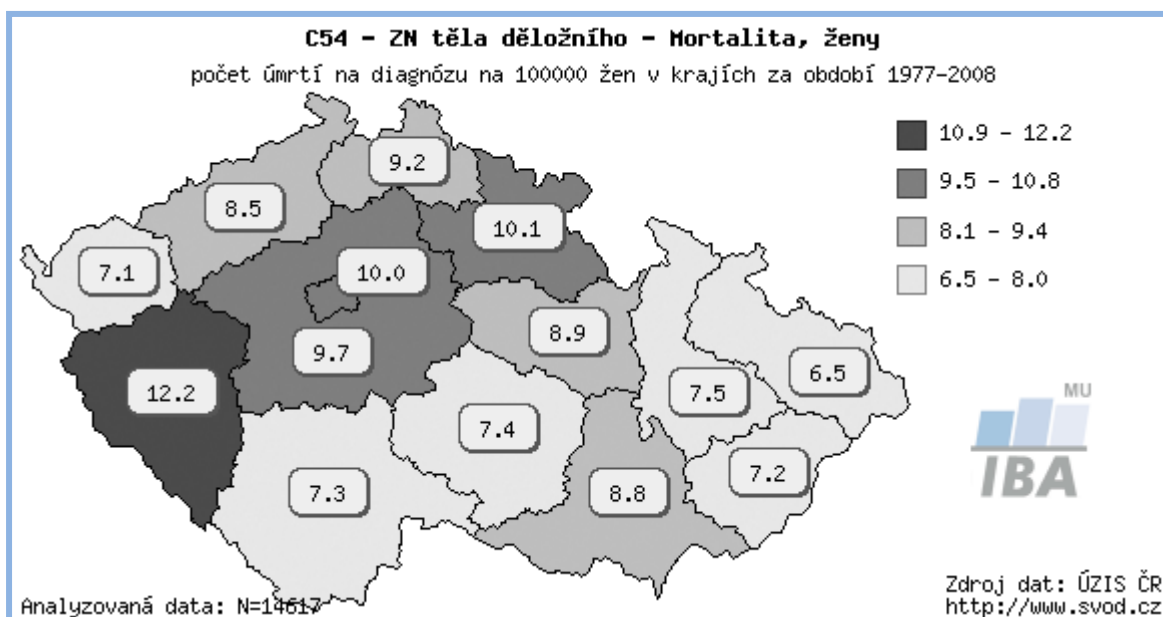 C54 - ZN těla děložního - Mortalita, ženy
počet úmrtí na diagnózu na 100000 žen v krajích za období 1977-2008
10.9 - 12.2
9.5 - 10.8
8.1 - 9.4
6.5 - 8.0
9.2
8.5
10.1
7.1
10.0
8.9
9.7
6.5
12.2
7.5
7.4
7.2
7.3
8.8
MU
IBA
Analyzovaná data: N=14617
Zdroj dat: ÚZIS ČR
http://www.svod.cz